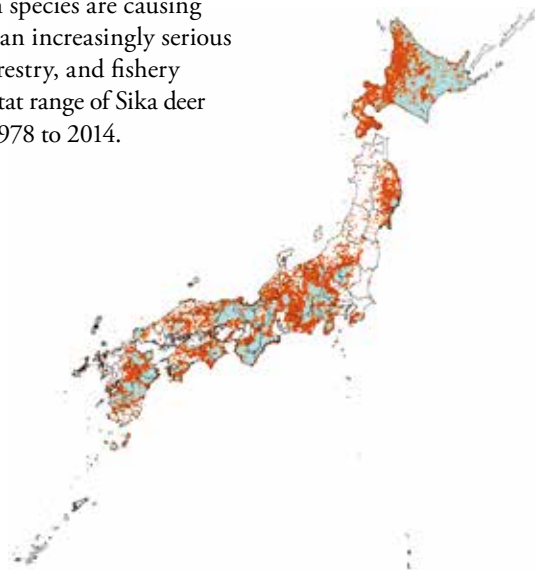 species are causing
an increasingly serious
restry, and fishery
tat range of Sika deer
978 to 2014.